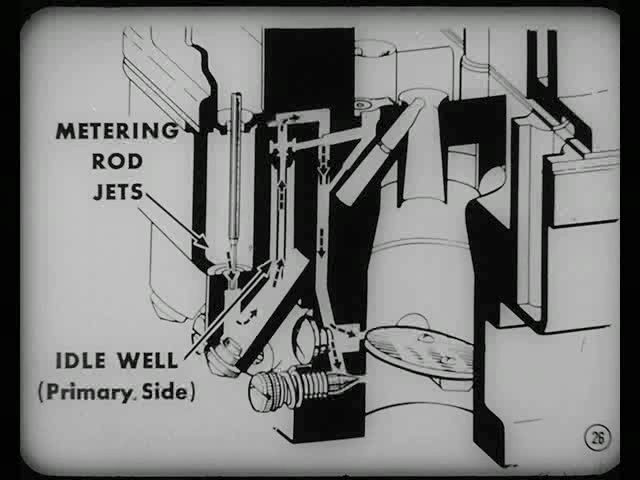 METERING
ROD
JETS
IDLE WELL
(Primary Side)
26